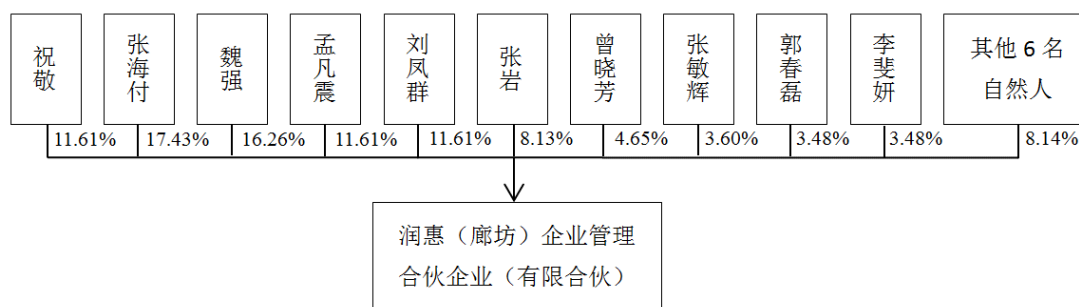 祝敬
张海付
魏强
孟凡震
刘凤群
张岩
曾晓芳
张敏辉
郭春磊
李斐妍
其他 6 名
自然人
11.61%
17.43%
16.26%
11.61%
11.61%
8.13%
4.65%
3.60%
3.48%
3.48%
8.14%
润惠（廊坊）企业管理
合伙企业（有限合伙）